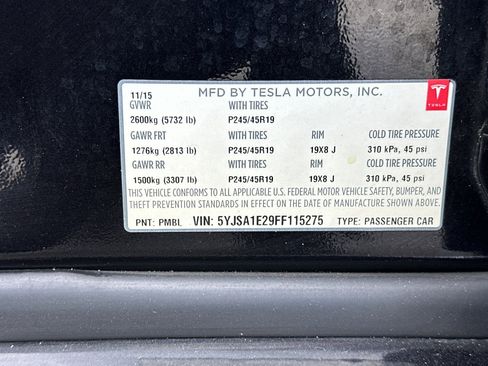 11/15 MFD BY TESLA MOTORS, INC.
GVWR WITH TIRES
2600kg (5732 lb) P245/45R19
GAWR FRT WITH TIRES RIM COLD TIRE PRESSURE
1276kg (2813 lb) P245/45R19 19X8 J 310 kPa, 45 psi
GAWR RR WITH TIRES RIM COLD TIRE PRESSURE
1500kg (3307 lb) P245/45R19 19X8 J 310 kPa, 45 psi
THIS VEHICLE CONFORMS TO ALL APPLICABLE U.S. FEDERAL MOTOR VEHICLE SAFETY, BUMPER, AND
THEFT PREVENTION STANDARDS IN EFFECT ON THE DATE OF MANUFACTURE SHOWN ABOVE.
PNT: PMBL VIN: 5YJSA1E29FF115275 TYPE: PASSENGER CAR
TESLA